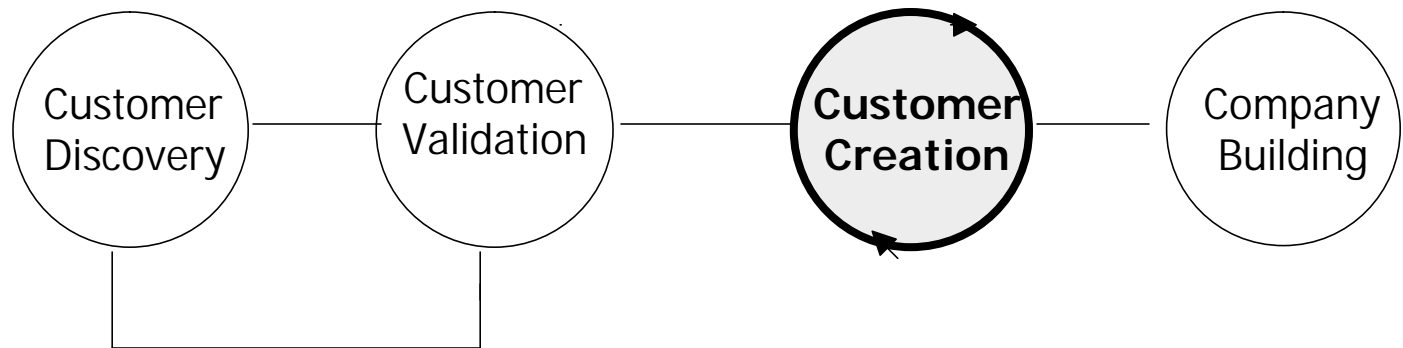 Customer
Discovery
Customer
Validation
Customer
Creation
Company
Building